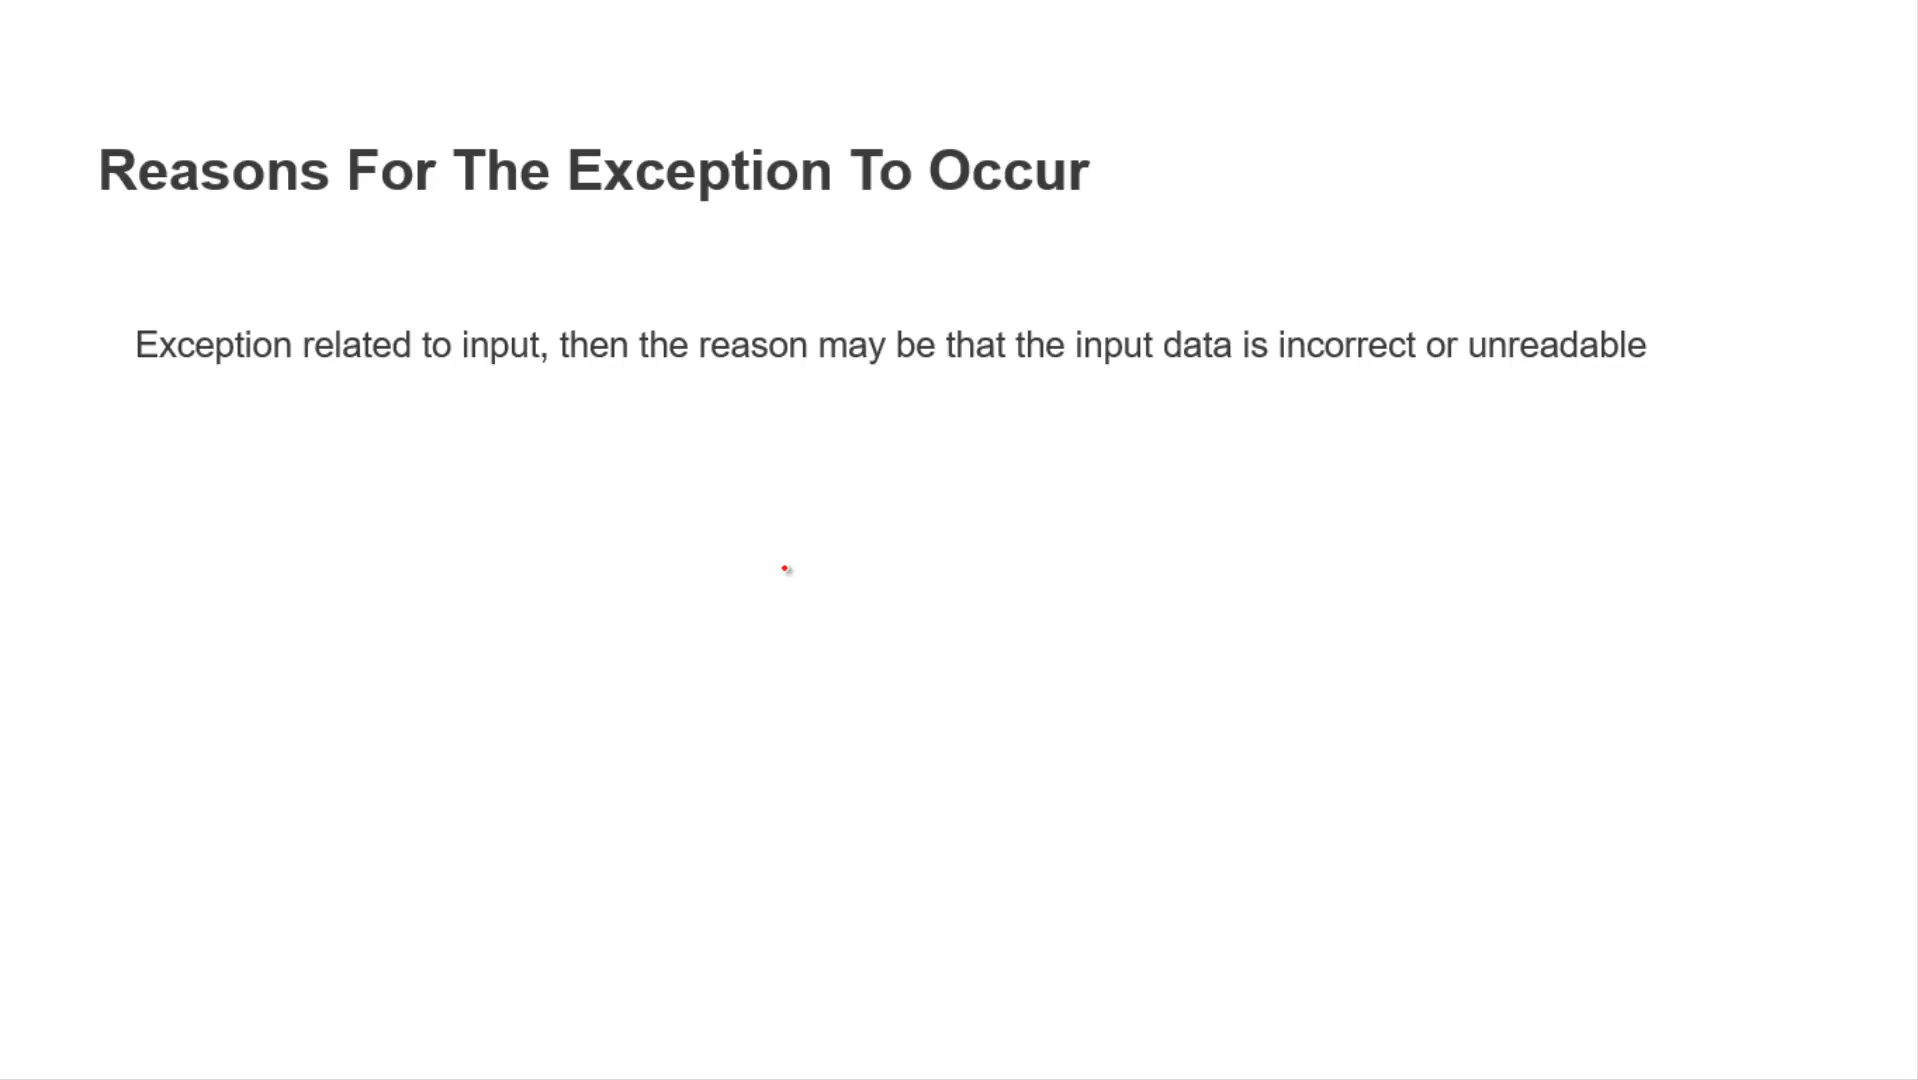 Reasons For The Exception To Occur
Exception related to input, then the reason may be that the input data is incorrect or unreadable